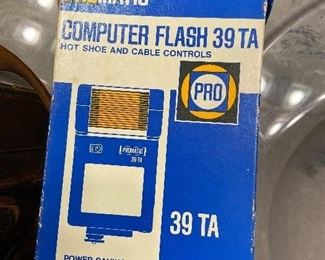 COMPUTER FLASH 39 TA
HOT SHOE AND CABLE CONTROLS
PRO
PROMATIC
39 TA
39 TA